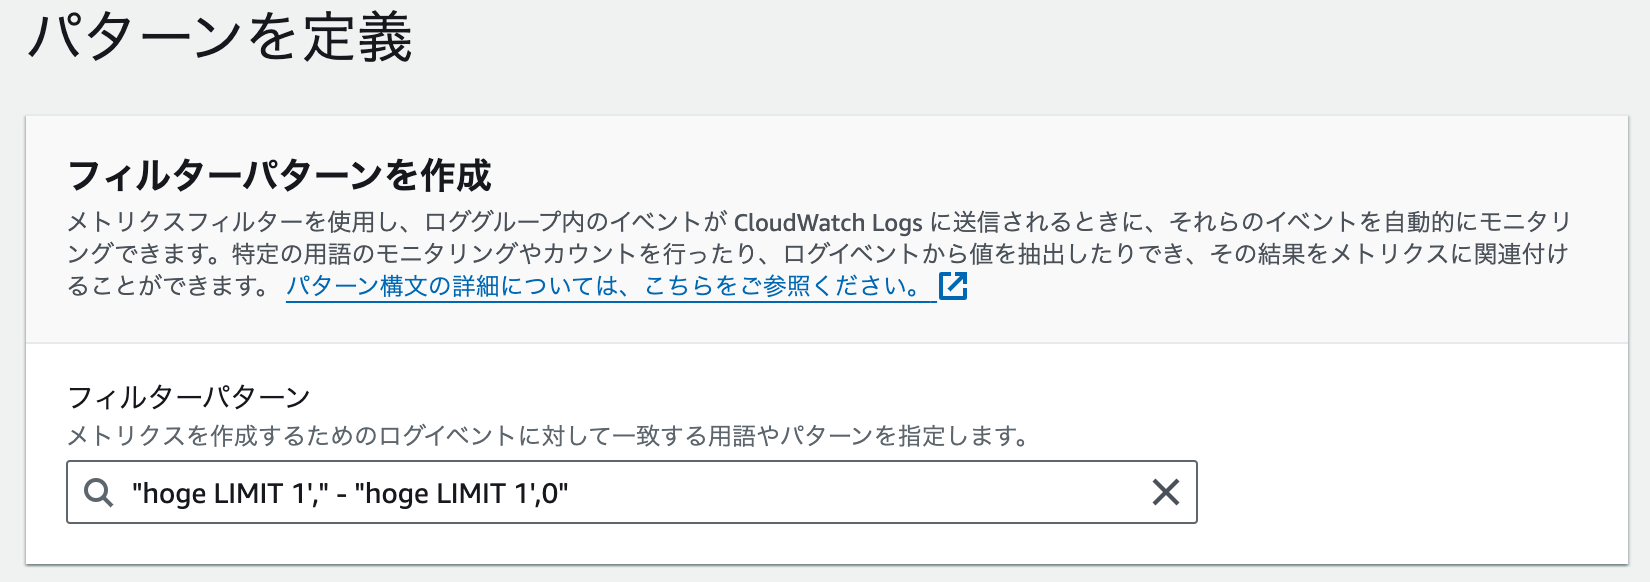 パターンを定義
フィルターパターンを作成
メトリクスフィルターを使用し、ロググループ内のイベントが CloudWatch Logs に送信されるときに、それらのイベントを自動的にモニタリ
ングできます。特定の用語のモニタリングやカウントを行ったり、ログイベントから値を抽出したりでき、その結果をメトリクスに関連付け
ることができます。 パターン構文の詳細については、こちらをご参照ください。
フィルターパターン
メトリクスを作成するためのログイベントに対して一致する用語やパターンを指定します。
"hoge LIMIT 1'," - "hoge LIMIT 1',0"